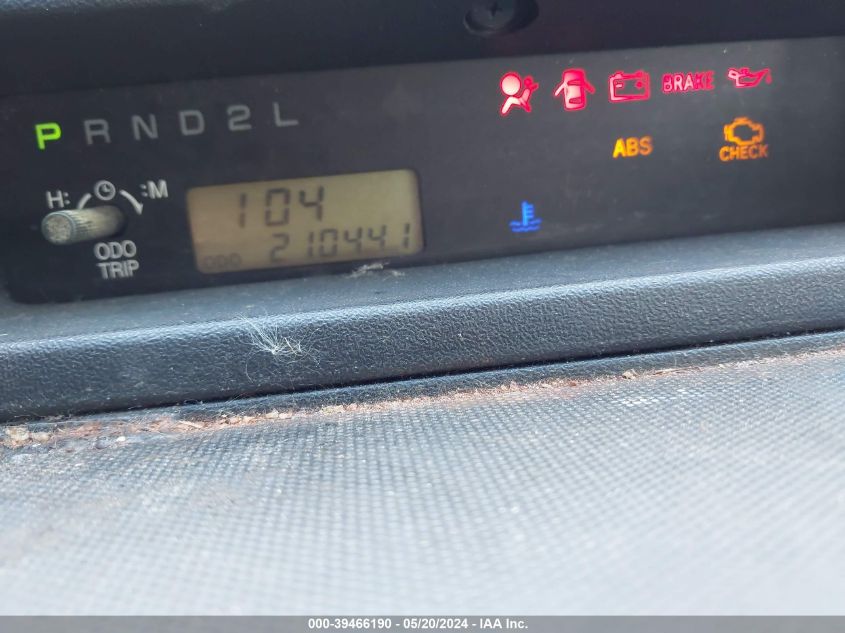 P R N D 2 L
BRAKE
ABS
CHECK
H: :M
104
ODO 210441
ODO
TRIP
000-39466190 - 05/20/2024 - IAA Inc.